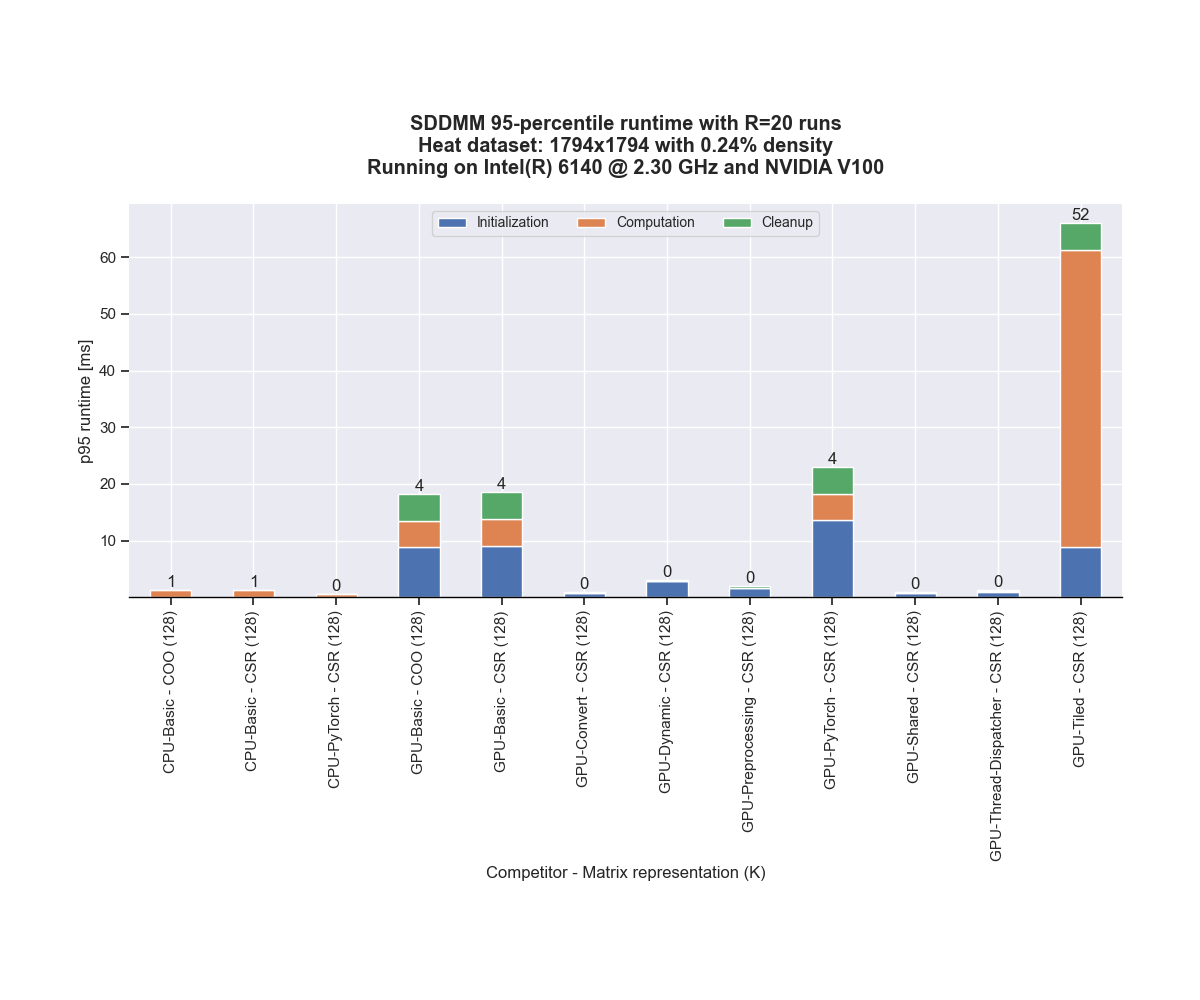 SDDMM 95-percentile runtime with R=20 runs
Heat dataset: 1794x1794 with 0.24% density
Running on Intel(R) 6140 @ 2.30 GHz and NVIDIA V100
Initialization
Computation
Cleanup
p95 runtime [ms]
60
50
40
30
20
10
1
1
0
4
4
0
0
0
4
0
0
52
CPU-Basic - COO (128)
CPU-Basic - CSR (128)
CPU-PyTorch - CSR (128)
GPU-Basic - COO (128)
GPU-Basic - CSR (128)
GPU-Convert - CSR (128)
GPU-Dynamic - CSR (128)
GPU-Preprocessing - CSR (128)
GPU-PyTorch - CSR (128)
GPU-Shared - CSR (128)
GPU-Thread-Dispatcher - CSR (128)
GPU-Tiled - CSR (128)
Competitor - Matrix representation (K)